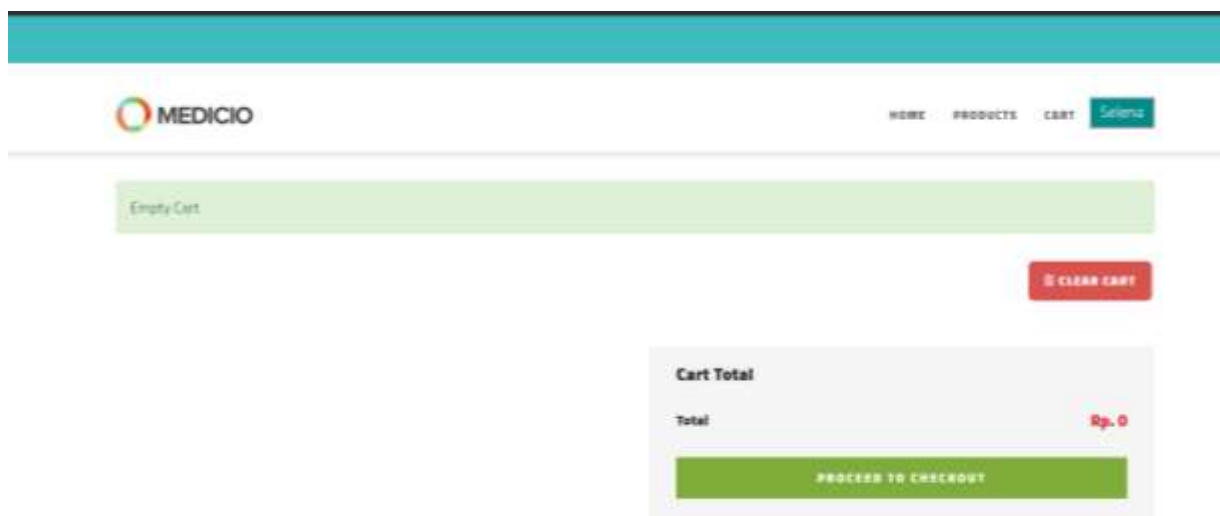 MEDICIO
HOME PRODUCTS CART Selena
Empty Cart
CLEAR CART
Cart Total
Total Rp. 0
PROCEED TO CHECKOUT